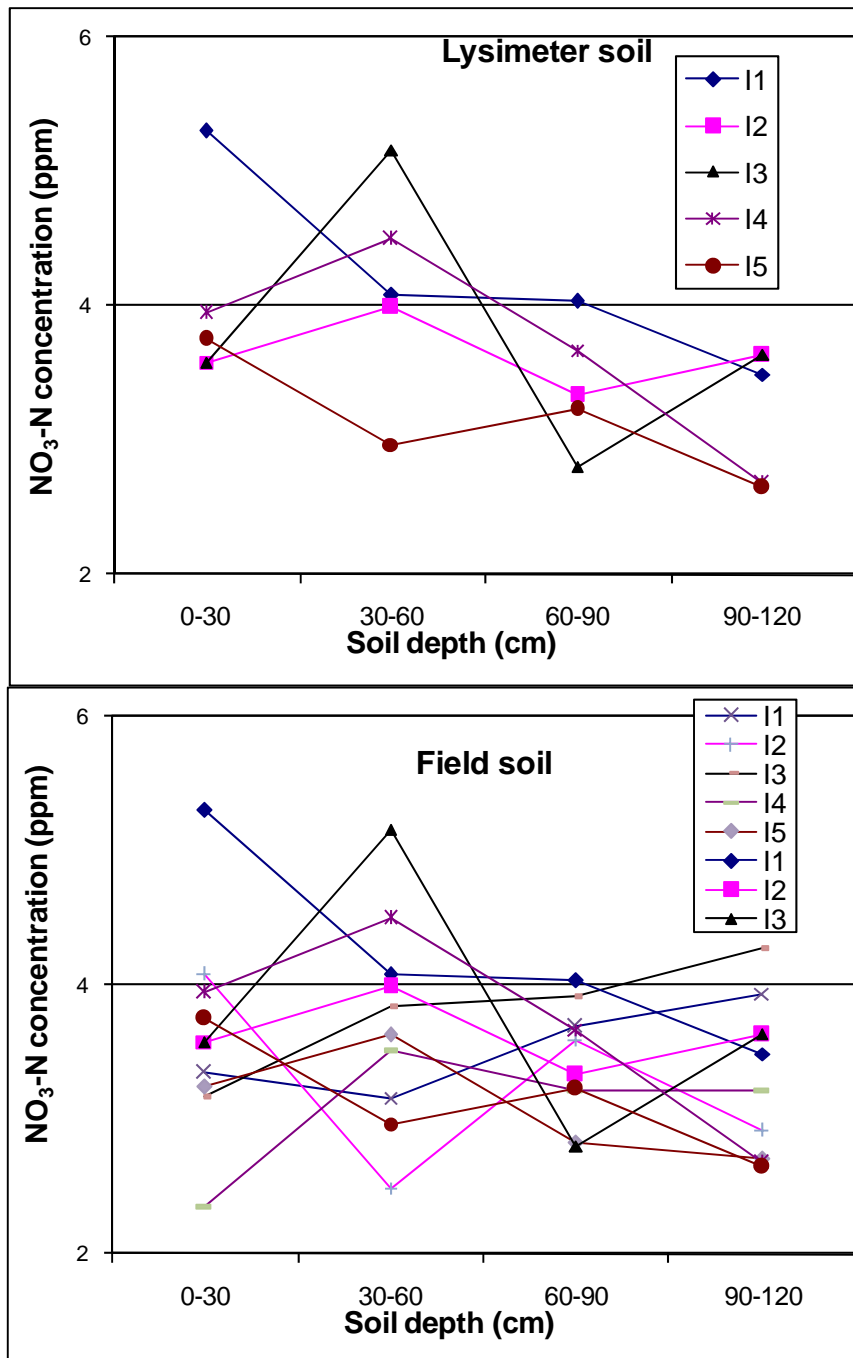 6
Lysimeter soil
I1
I2
I3
I4
I5
4
2
NO₃-N concentration (ppm)
0-30 30-60 60-90 90-120
Soil depth (cm)
6
Field soil
I1
I2
I3
I4
I5
I1
I2
I3
4
2
NO₃-N concentration (ppm)
0-30 30-60 60-90 90-120
Soil depth (cm)